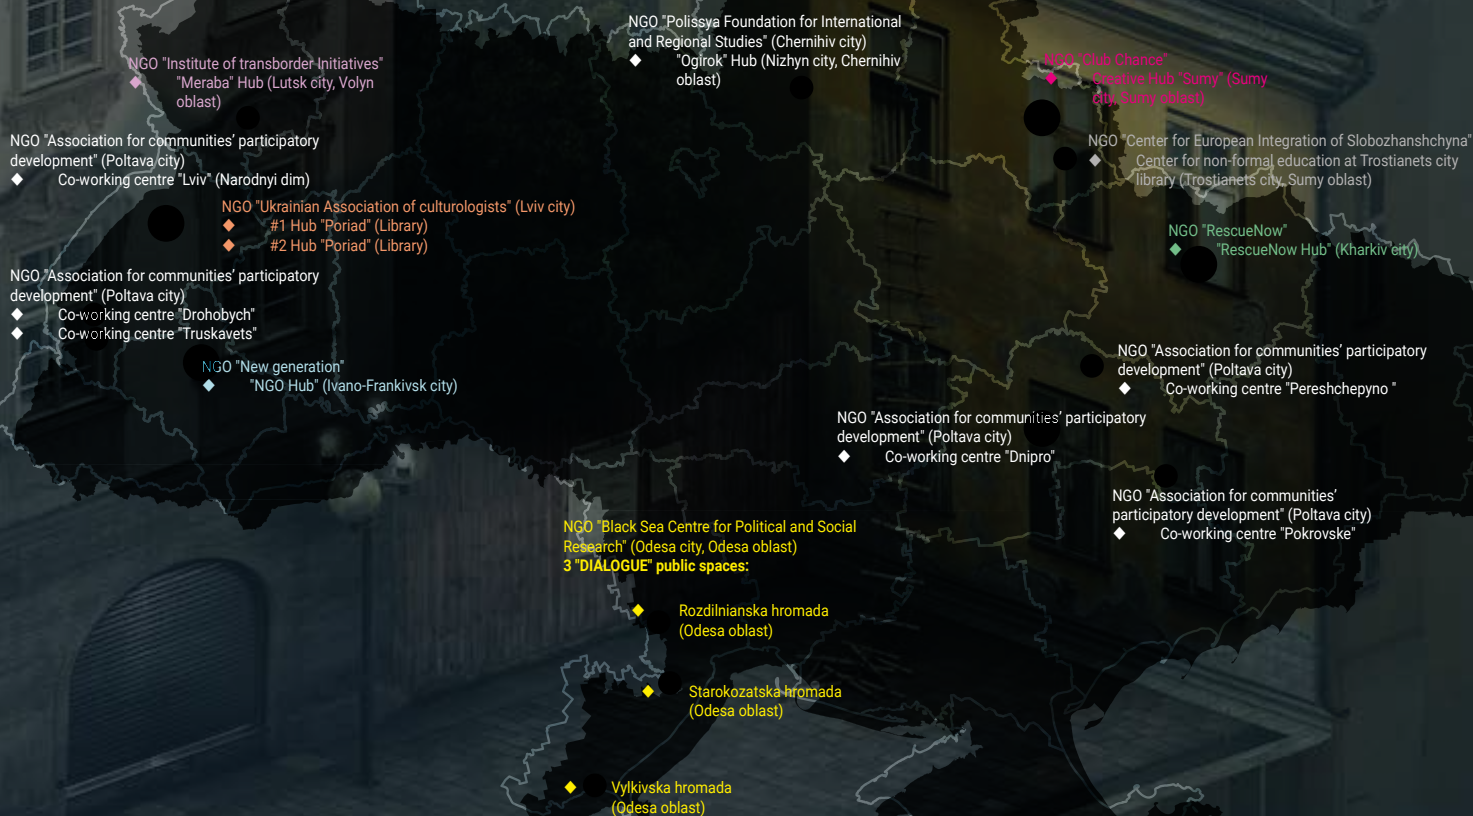 NGO "Polissya Foundation for International
and Regional Studies" (Chernihiv city)
◆ "Ogirok" Hub (Nizhyn city, Chernihiv
oblast)
NGO "Institute of transborder Initiatives"
◆ "Meraba" Hub (Lutsk city, Volyn
oblast)
NGO "Club Chance"
◆ Creative Hub "Sumy" (Sumy
city, Sumy oblast)
NGO "Association for communities’ participatory
development" (Poltava city)
◆ Co-working centre "Lviv" (Narodnyi dim)
NGO "Center for European Integration of Slobozhanshchyna"
◆ Center for non-formal education at Trostianets city
library (Trostianets city, Sumy oblast)
NGO "Ukrainian Association of culturologists" (Lviv city)
◆ #1 Hub "Poriad" (Library)
◆ #2 Hub "Poriad" (Library)
NGO "RescueNow"
◆ "RescueNow Hub" (Kharkiv city)
NGO "Association for communities’ participatory
development" (Poltava city)
◆ Co-working centre "Drohobych"
◆ Co-working centre "Truskavets"
NGO "New generation"
◆ "NGO Hub" (Ivano-Frankivsk city)
NGO "Association for communities’ participatory
development" (Poltava city)
◆ Co-working centre "Pereshchepyno "
NGO "Association for communities’ participatory
development" (Poltava city)
◆ Co-working centre "Dnipro"
NGO "Association for communities’
participatory development" (Poltava city)
◆ Co-working centre "Pokrovske"
NGO "Black Sea Centre for Political and Social
Research" (Odesa city, Odesa oblast)
3 "DIALOGUE" public spaces:
◆ Rozdilnianska hromada
(Odesa oblast)
◆ Starokozatska hromada
(Odesa oblast)
◆ Vylkivska hromada
(Odesa oblast)